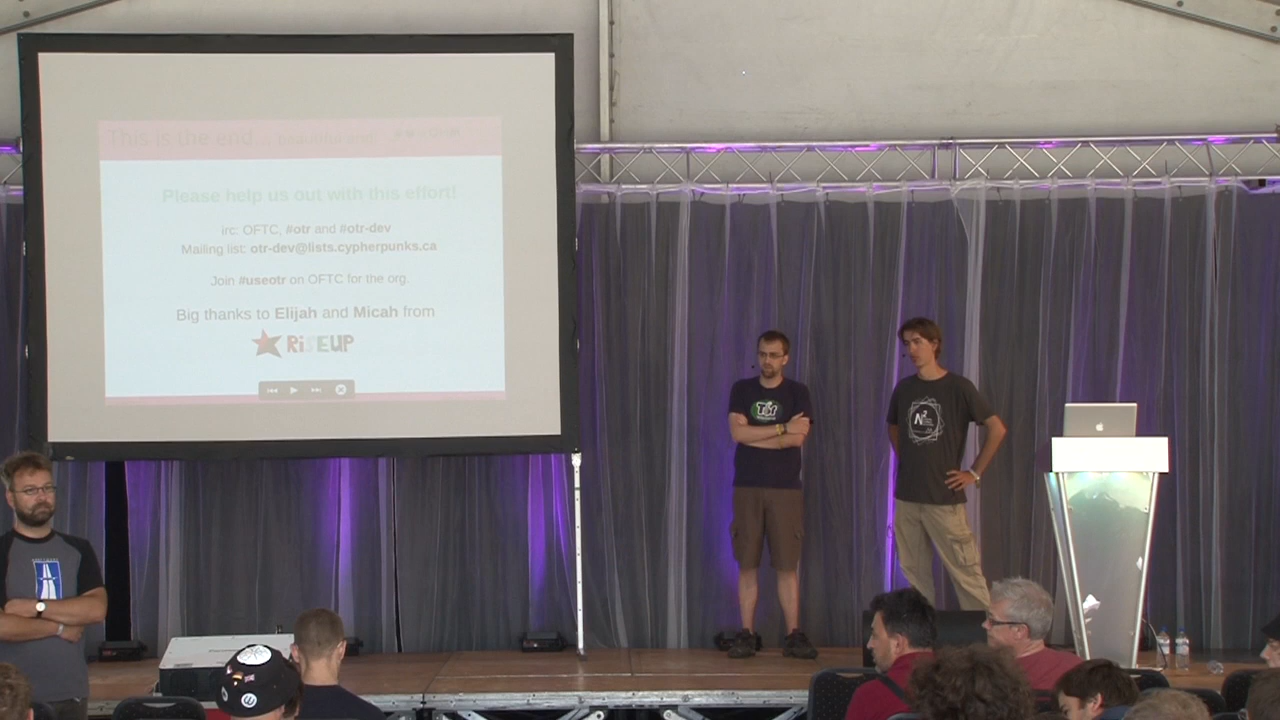 This is the end...
Please help us out with this effort!
irc: OFTC, #otr and #otr-dev
Mailing list: otr-dev@lists.cypherpunks.ca
Join #useotr on OFTC for the org.
Big thanks to Elijah and Micah from
RiSEUP
Tor
N2